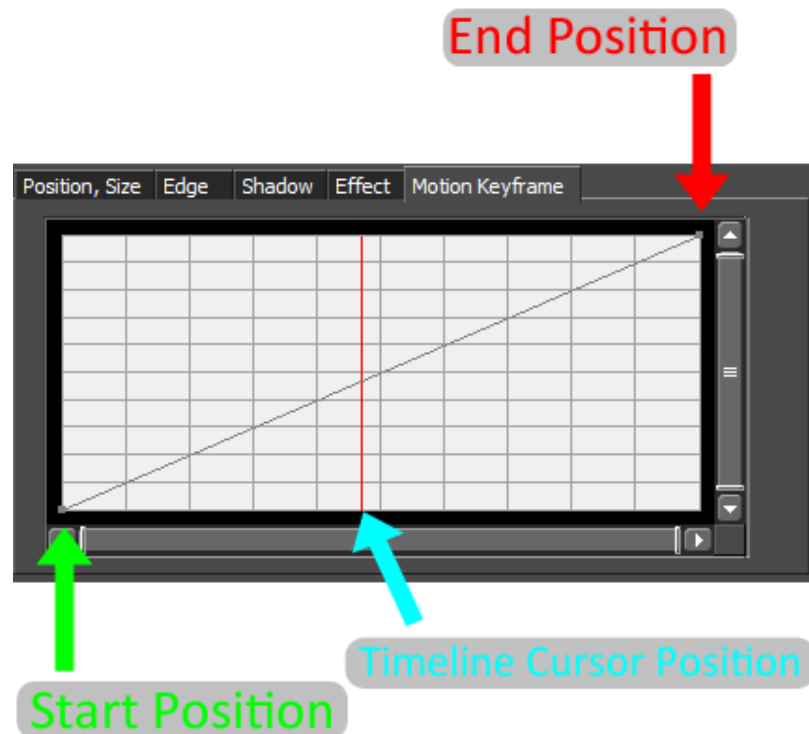 End Position
Position, Size Edge Shadow Effect Motion Keyframe
Timeline Cursor Position
Start Position